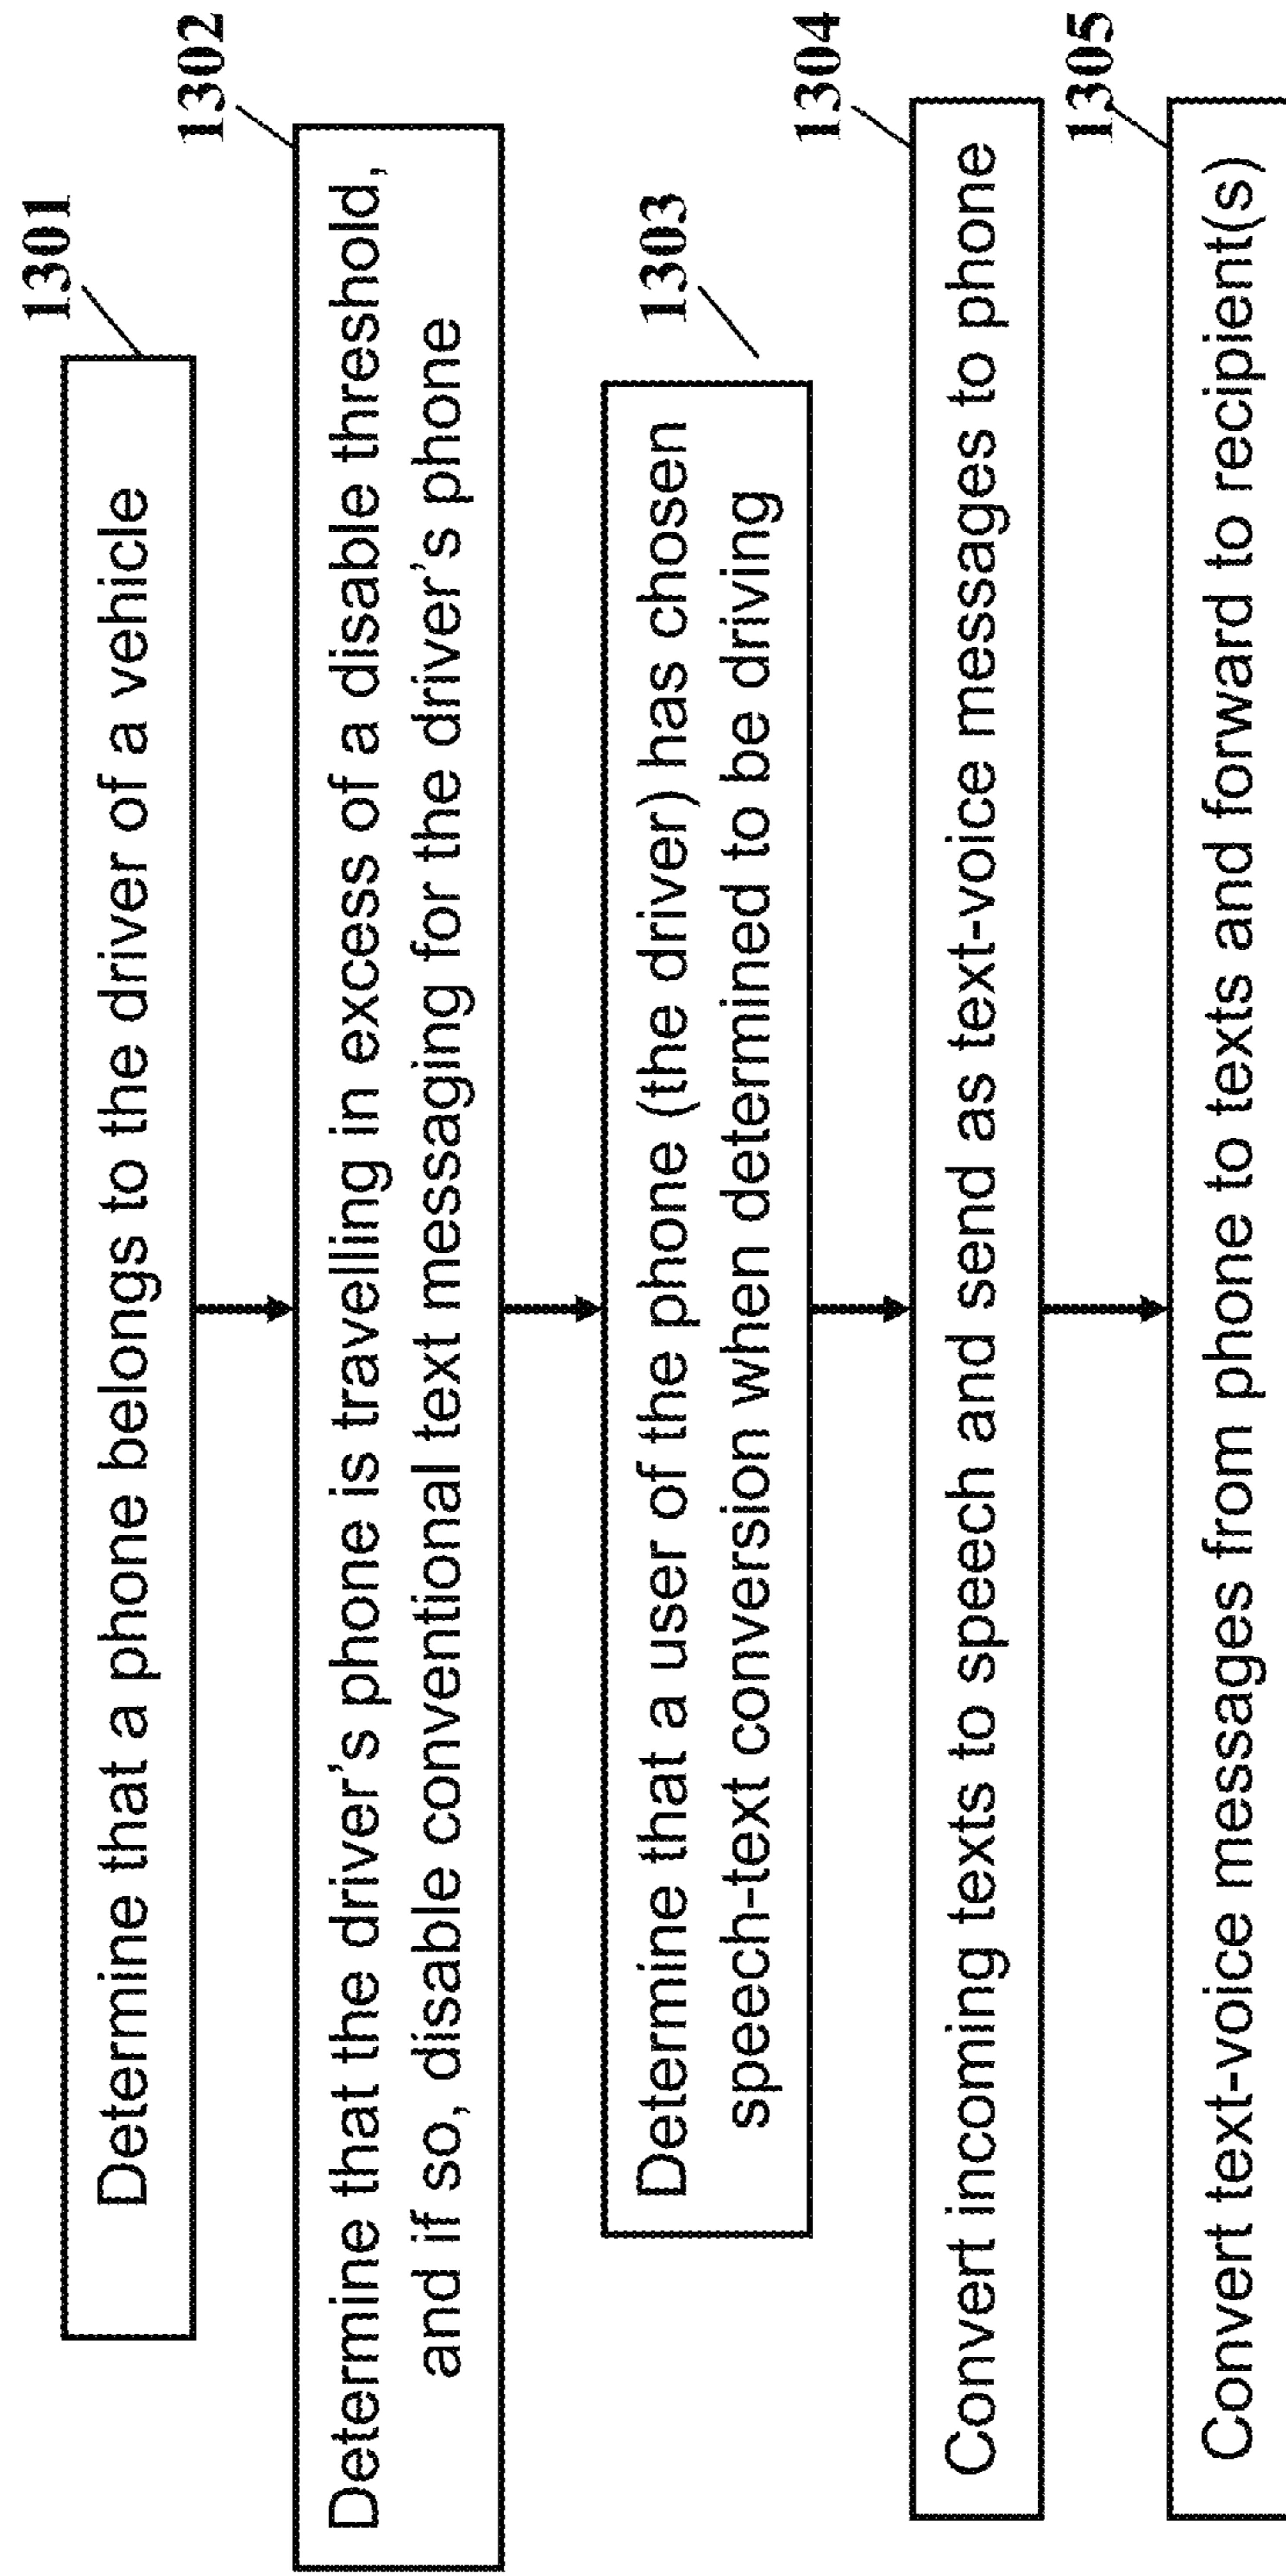 1301
Determine that a phone belongs to the driver of a vehicle
1302
Determine that the driver's phone is travelling in excess of a disable threshold,
and if so, disable conventional text messaging for the driver's phone
1303
Determine that a user of the phone (the driver) has chosen
speech-text conversion when determined to be driving
1304
Convert incoming texts to speech and send as text-voice messages to phone
1305
Convert text-voice messages from phone to texts and forward to recipient(s)